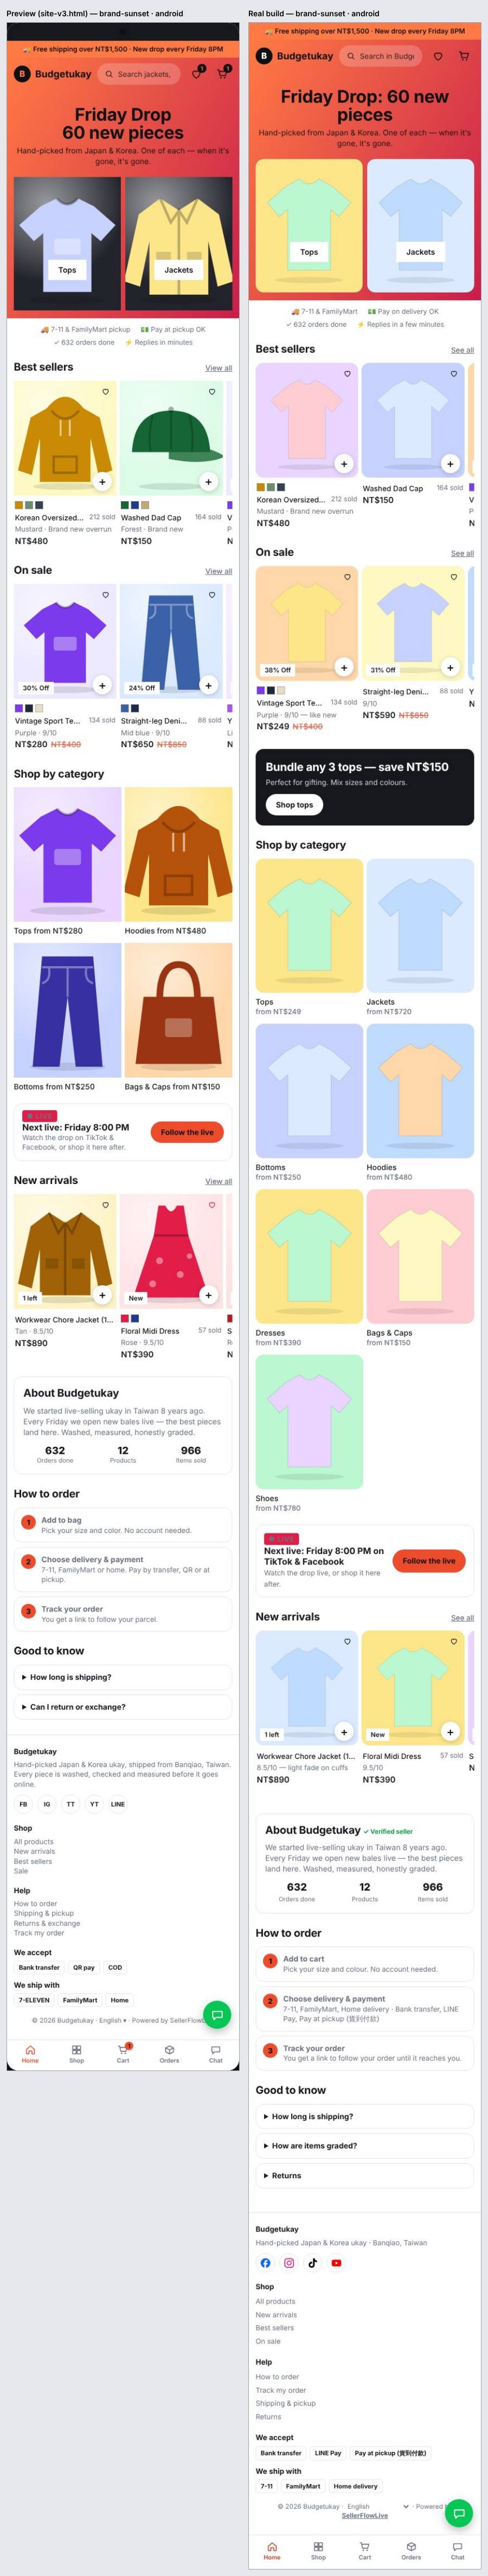 Preview (site-v3.html) — brand-sunset · android
🚚 Free shipping over NT$1,500 · New drop every Friday 8PM
B Budgetukay
Search jackets,
1
1
Friday Drop
60 new pieces
Hand-picked from Japan & Korea. One of each — when it's
gone, it's gone.
Tops
Jackets
🚚 7-11 & FamilyMart pickup 💵 Pay at pickup OK
✓ 632 orders done ⚡ Replies in minutes
Best sellers View all
Korean Oversized... 212 sold
Mustard · Brand new overrun
NT$480
Washed Dad Cap 164 sold
Forest · Brand new
NT$150
V
P
N
On sale View all
30% Off
24% Off
Vintage Sport Te... 134 sold
Purple · 9/10
NT$280 NT$400
Straight-leg Deni... 88 sold
Mid blue · 9/10
NT$650 NT$850
Y
Li
N
Shop by category
Tops from NT$280
Hoodies from NT$480
Bottoms from NT$250
Bags & Caps from NT$150
LIVE
Next live: Friday 8:00 PM
Watch the drop on TikTok &
Facebook, or shop it here after.
Follow the live
New arrivals View all
1 left
New
Workwear Chore Jacket (1...
Tan · 8.5/10
NT$890
Floral Midi Dress 57 sold
Rose · 9.5/10
NT$390
S
R
N
About Budgetukay
We started live-selling ukay in Taiwan 8 years ago.
Every Friday we open new bales live — the best pieces
land here. Washed, measured, honestly graded.
632 12 966
Orders done Products Items sold
How to order
1 Add to bag
Pick your size and color. No account needed.
2 Choose delivery & payment
7-11, FamilyMart or home. Pay by transfer, QR or at
pickup.
3 Track your order
You get a link to follow your parcel.
Good to know
▶ How long is shipping?
▶ Can I return or exchange?
Budgetukay
Hand-picked Japan & Korea ukay, shipped from Banqiao, Taiwan.
Every piece is washed, checked and measured before it goes
online.
FB IG TT YT LINE
Shop
All products
New arrivals
Best sellers
Sale
Help
How to order
Shipping & pickup
Returns & exchange
Track my order
We accept
Bank transfer QR pay COD
We ship with
7-ELEVEN FamilyMart Home
© 2026 Budgetukay · English ▾ · Powered by SellerFlow
Home Shop Cart Orders Chat
1
Real build — brand-sunset · android
🚚 Free shipping over NT$1,500 · New drop every Friday 8PM
B Budgetukay
Search in Budge
Friday Drop: 60 new
pieces
Hand-picked from Japan & Korea. One of each — when it's
gone, it's gone.
Tops
Jackets
🚚 7-11 & FamilyMart 💵 Pay on delivery OK
✓ 632 orders done ⚡ Replies in a few minutes
Best sellers See all
Korean Oversized... 212 sold
Mustard · Brand new overrun
NT$480
Washed Dad Cap 164 sold
NT$150
V
P
N
On sale See all
38% Off
31% Off
Vintage Sport Te... 134 sold
Purple · 9/10 — like new
NT$249 NT$400
Straight-leg Deni... 88 sold
9/10
NT$590 NT$850
Y
N
Bundle any 3 tops — save NT$150
Perfect for gifting. Mix sizes and colours.
Shop tops
Shop by category
Tops
from NT$249
Jackets
from NT$720
Bottoms
from NT$250
Hoodies
from NT$480
Dresses
from NT$390
Bags & Caps
from NT$150
Shoes
from NT$780
LIVE
Next live: Friday 8:00 PM on
TikTok & Facebook
Watch the drop live, or shop it here
after.
Follow the live
New arrivals See all
1 left
New
Workwear Chore Jacket (1...
8.5/10 — light fade on cuffs
NT$890
Floral Midi Dress 57 sold
9.5/10
NT$390
S
9
N
About Budgetukay ✓ Verified seller
We started live-selling ukay in Taiwan 8 years ago.
Every Friday we open new bales live — the best pieces
land here. Washed, measured, honestly graded.
632 12 966
Orders done Products Items sold
How to order
1 Add to cart
Pick your size and colour. No account needed.
2 Choose delivery & payment
7-11, FamilyMart, Home delivery · Bank transfer, LINE
Pay, Pay at pickup (貨到付款)
3 Track your order
You get a link to follow your order until it reaches you.
Good to know
▶ How long is shipping?
▶ How are items graded?
▶ Returns
Budgetukay
Hand-picked Japan & Korea ukay · Banqiao, Taiwan
Shop
All products
New arrivals
Best sellers
On sale
Help
How to order
Track my order
Shipping & pickup
Returns
We accept
Bank transfer LINE Pay Pay at pickup (貨到付款)
We ship with
7-11 FamilyMart Home delivery
© 2026 Budgetukay · English · Powered
SellerFlowLive
Home Shop Cart Orders Chat